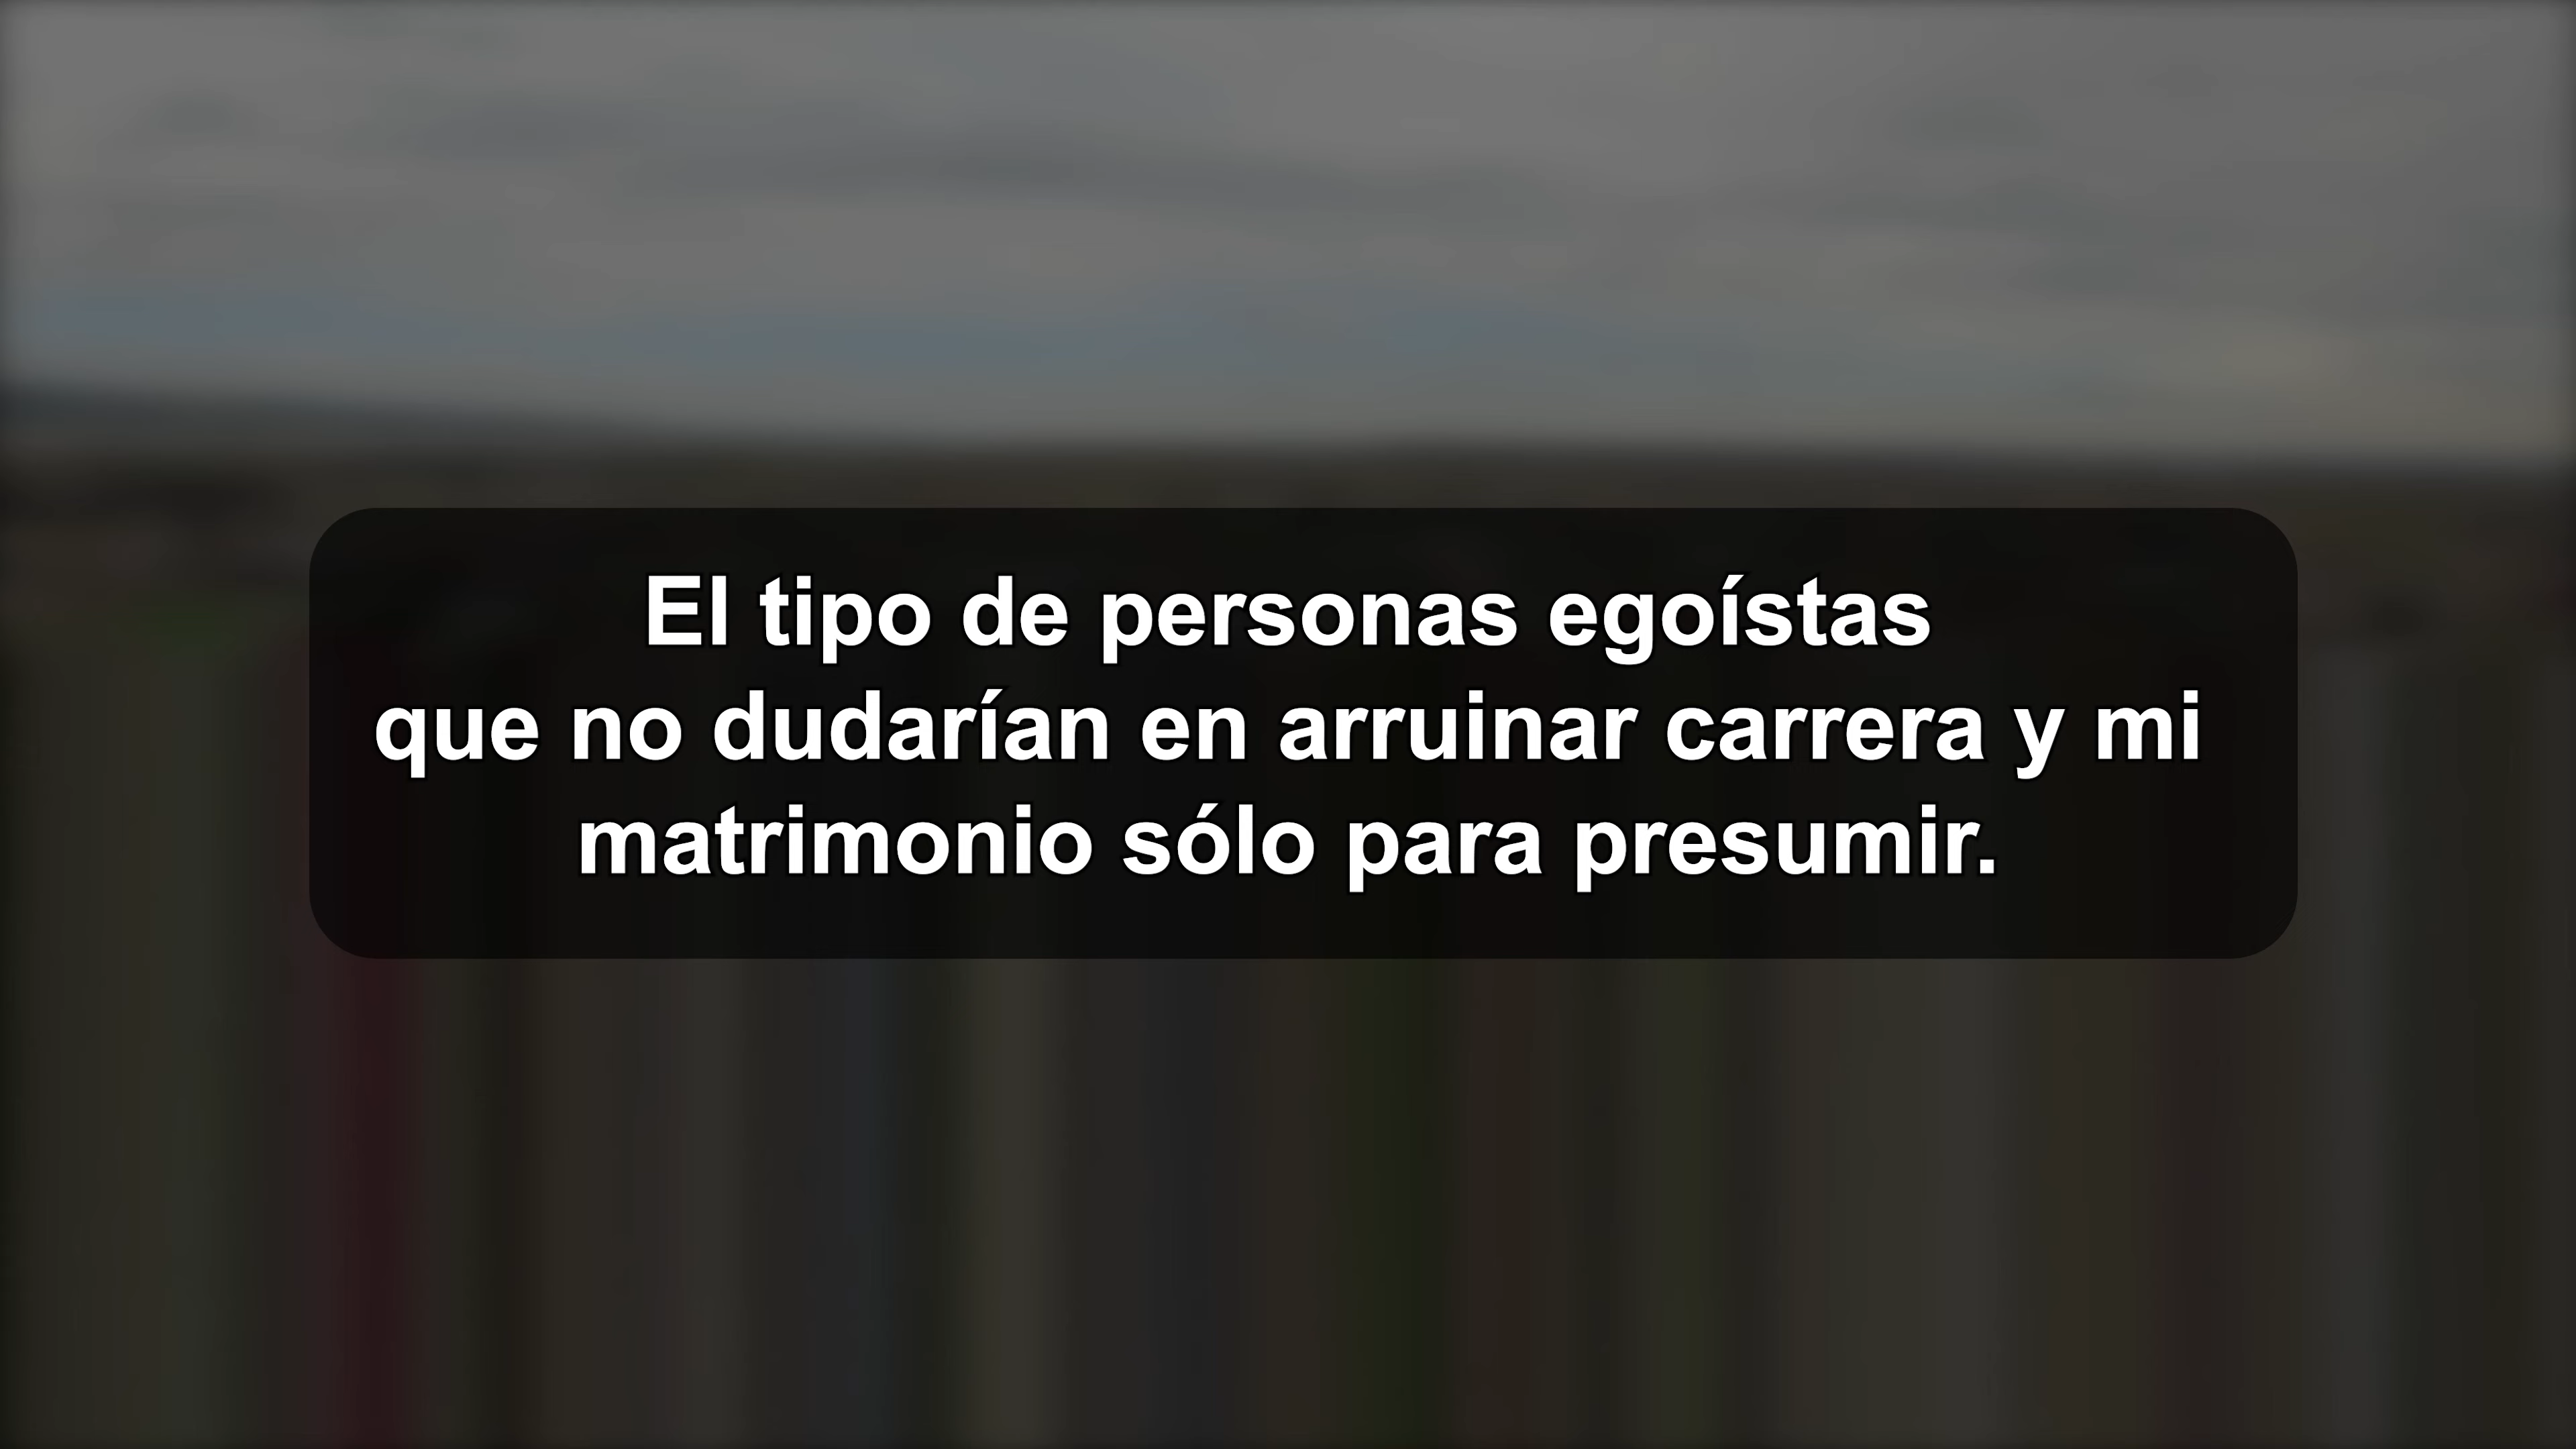 El tipo de personas egoístas
que no dudarían en arruinar carrera y mi
matrimonio sólo para presumir.